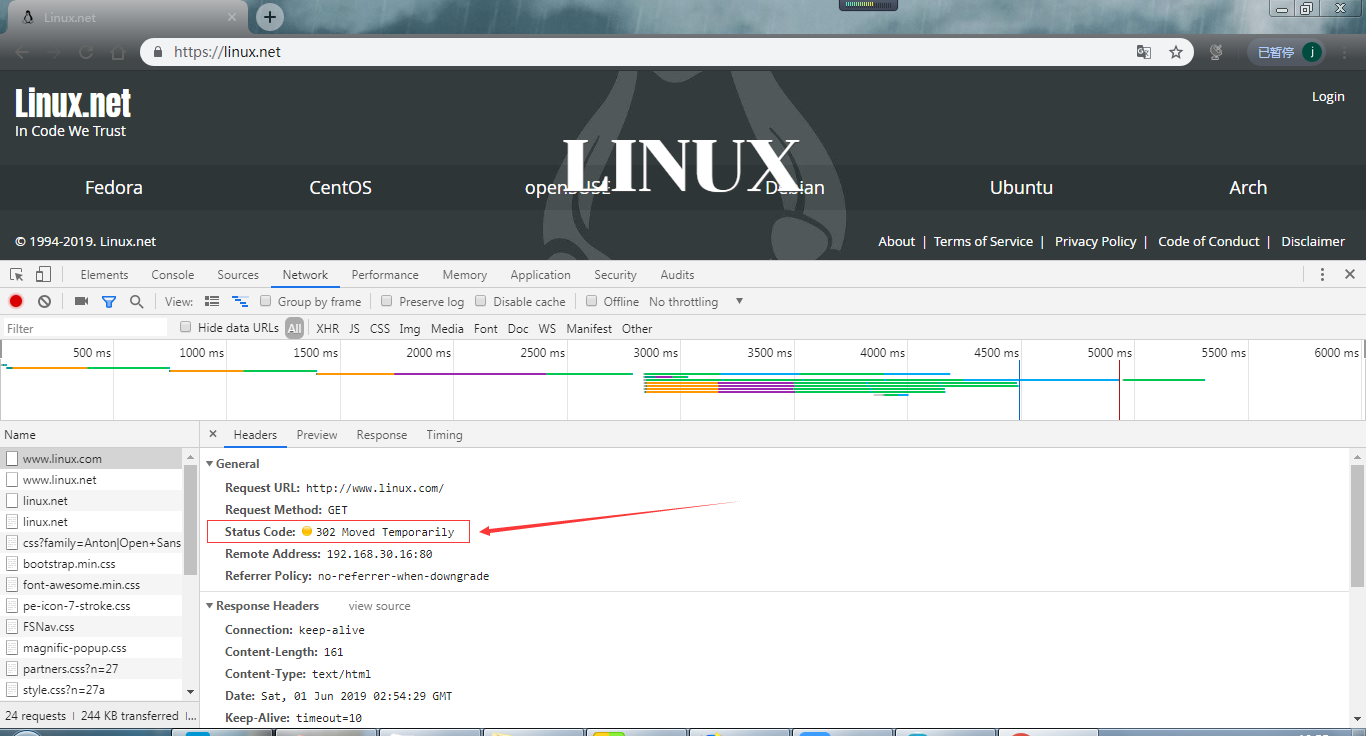 Linux.net
https://linux.net
已暂停 j
Linux.net
Login
In Code We Trust
LINUX
Fedora CentOS openSUSE Debian Ubuntu Arch
© 1994-2019. Linux.net About | Terms of Service | Privacy Policy | Code of Conduct | Disclaimer
Elements Console Sources Network Performance Memory Application Security Audits
View: Group by frame Preserve log Disable cache Offline No throttling
Filter Hide data URLs All XHR JS CSS Img Media Font Doc WS Manifest Other
500 ms 1000 ms 1500 ms 2000 ms 2500 ms 3000 ms 3500 ms 4000 ms 4500 ms 5000 ms 5500 ms 6000 ms
Name
www.linux.com
www.linux.net
linux.net
linux.net
css?family=Anton|Open+Sans
bootstrap.min.css
font-awesome.min.css
pe-icon-7-stroke.css
FSNav.css
magnific-popup.css
partners.css?n=27
style.css?n=27a
24 requests | 244 KB transferred |...
Headers Preview Response Timing
General
Request URL: http://www.linux.com/
Request Method: GET
Status Code: 302 Moved Temporarily
Remote Address: 192.168.30.16:80
Referrer Policy: no-referrer-when-downgrade
Response Headers view source
Connection: keep-alive
Content-Length: 161
Content-Type: text/html
Date: Sat, 01 Jun 2019 02:54:29 GMT
Keep-Alive: timeout=10